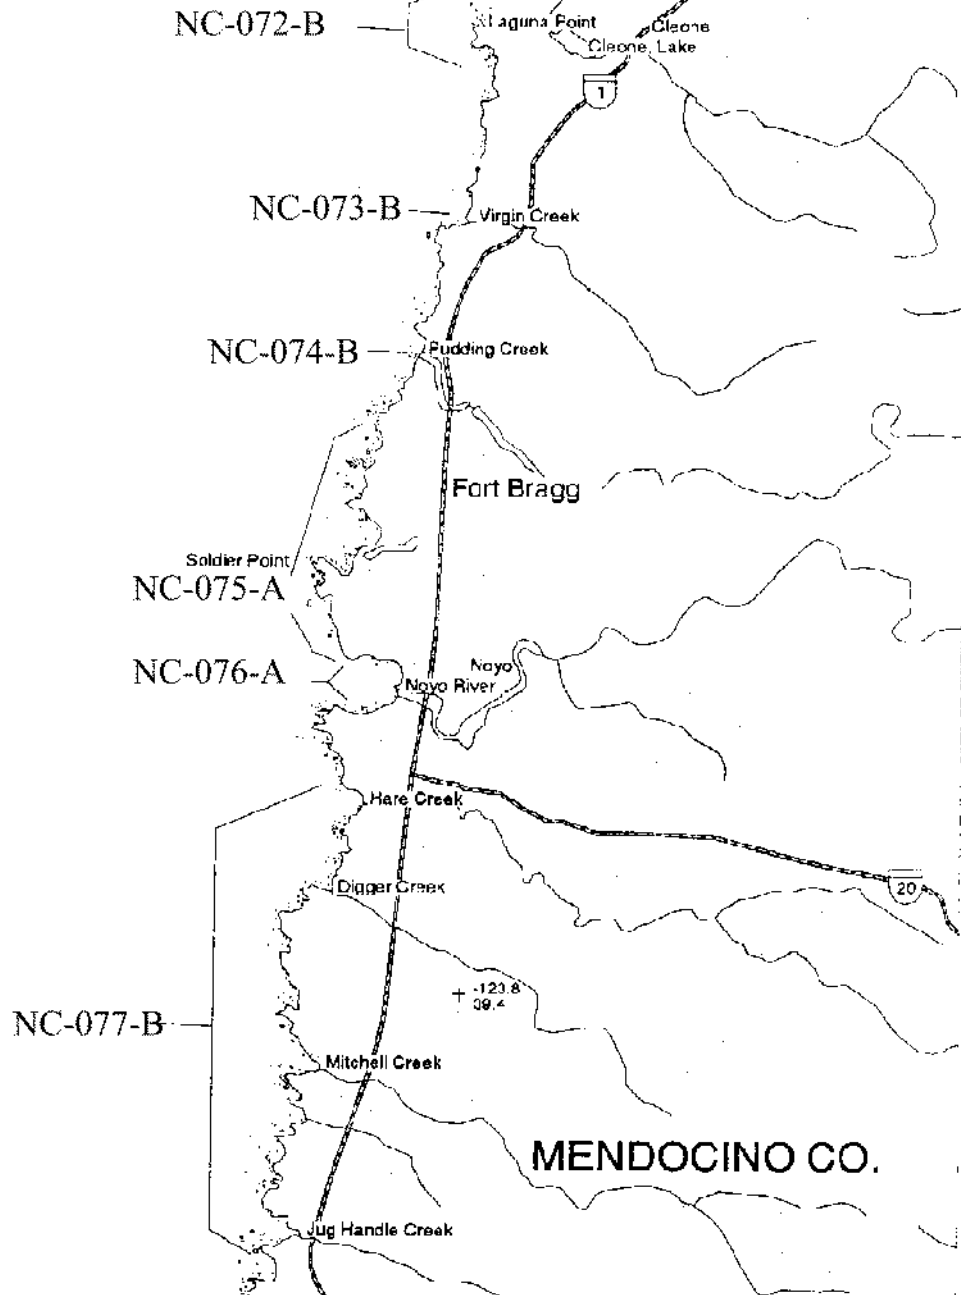 NC-072-B
Laguna Point
Cleone
Cleone Lake
1
NC-073-B
Virgin Creek
NC-074-B
Pudding Creek
Fort Bragg
Soldier Point
NC-075-A
NC-076-A
Noyo
Noyo River
Hare Creek
Digger Creek
20
-123.8
39.4
NC-077-B
Mitchell Creek
MENDOCINO CO.
Jug Handle Creek